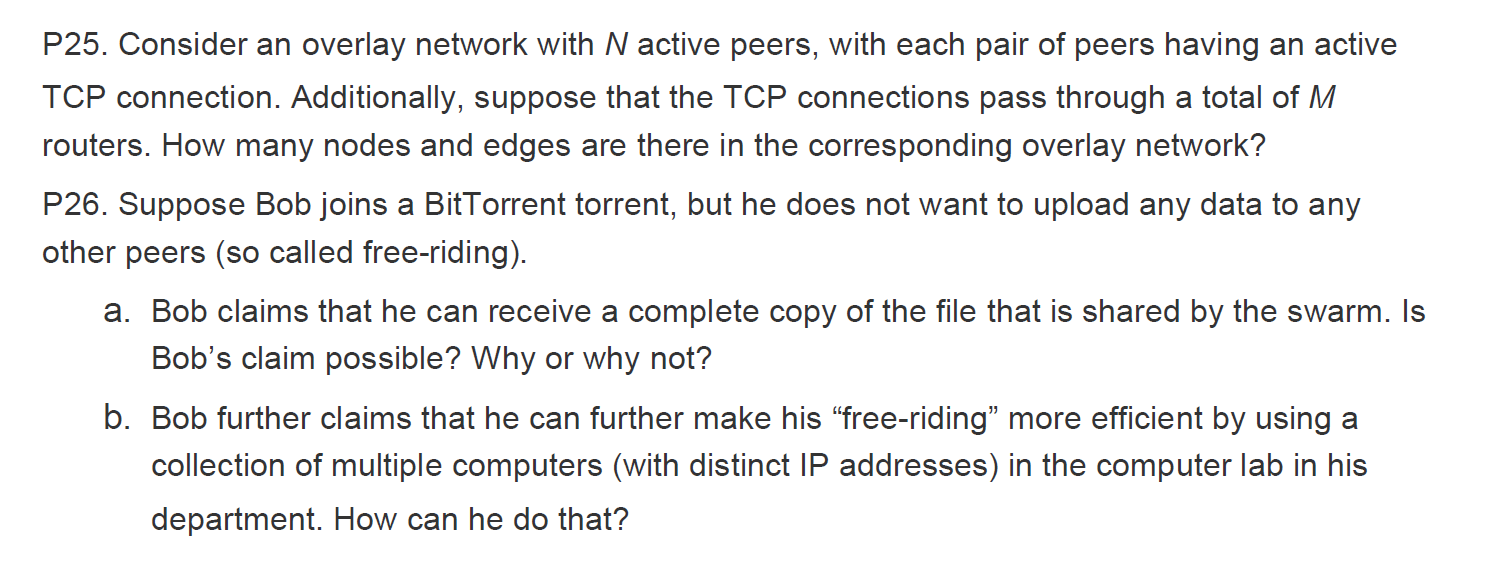 P25. Consider an overlay network with N active peers, with each pair of peers having an active
TCP connection. Additionally, suppose that the TCP connections pass through a total of M
routers. How many nodes and edges are there in the corresponding overlay network?
P26. Suppose Bob joins a BitTorrent torrent, but he does not want to upload any data to any
other peers (so called free-riding).
a. Bob claims that he can receive a complete copy of the file that is shared by the swarm. Is
Bob’s claim possible? Why or why not?
b. Bob further claims that he can further make his “free-riding” more efficient by using a
collection of multiple computers (with distinct IP addresses) in the computer lab in his
department. How can he do that?